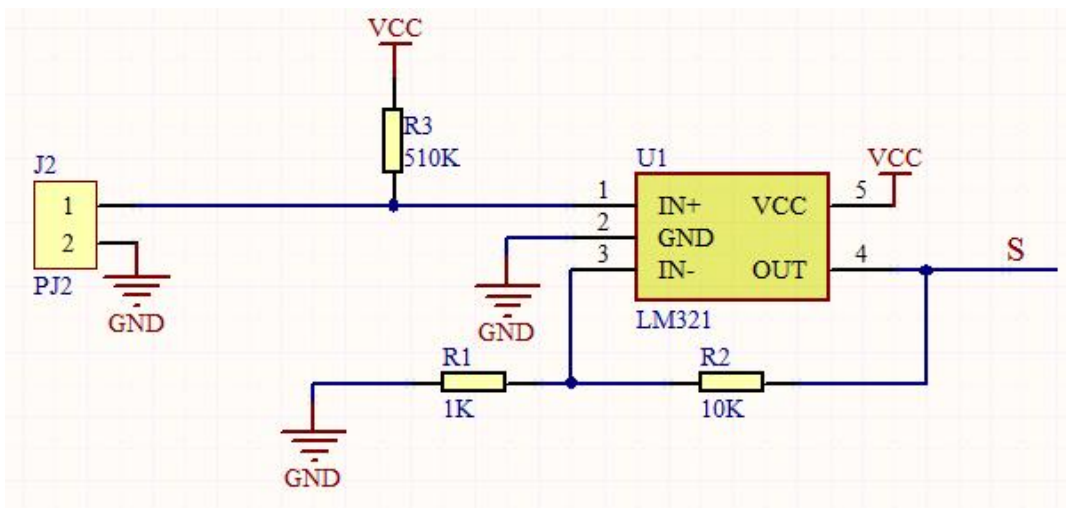 VCC
R3
510K
J2
1
2
PJ2
GND
U1
VCC
1
IN+
VCC
5
2
GND
3
IN-
OUT
4
S
LM321
GND
R1
1K
R2
10K
GND